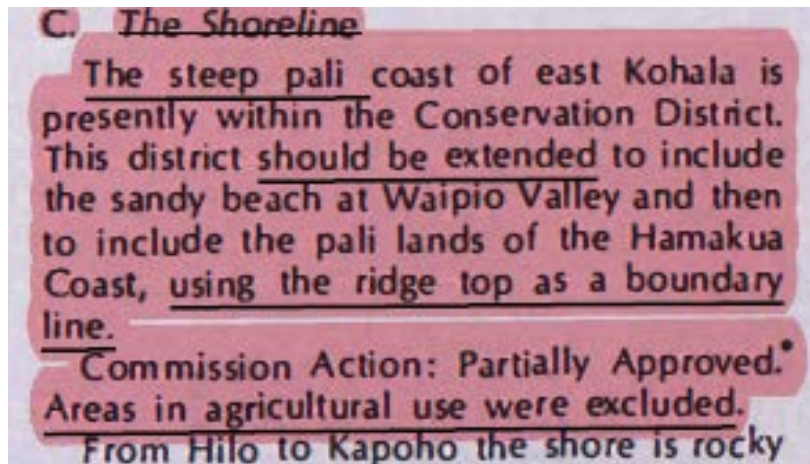 C. The Shoreline
The steep pali coast of east Kohala is
presently within the Conservation District.
This district should be extended to include
the sandy beach at Waipio Valley and then
to include the pali lands of the Hamakua
Coast, using the ridge top as a boundary
line.
Commission Action: Partially Approved.•
Areas in agricultural use were excluded.
From Hilo to Kapoho the shore is rocky